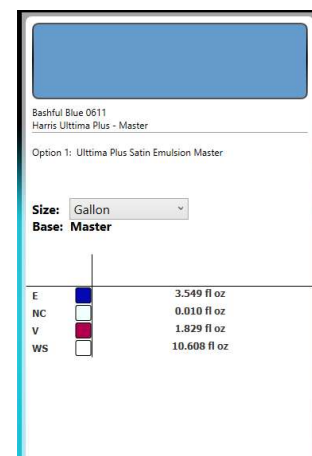 Bashful Blue 0611
Harris Ulttima Plus - Master
Option 1: Ulttima Plus Satin Emulsion Master
Size: Gallon
Base: Master
E 3.549 fl oz
NC 0.010 fl oz
V 1.829 fl oz
WS 10.608 fl oz